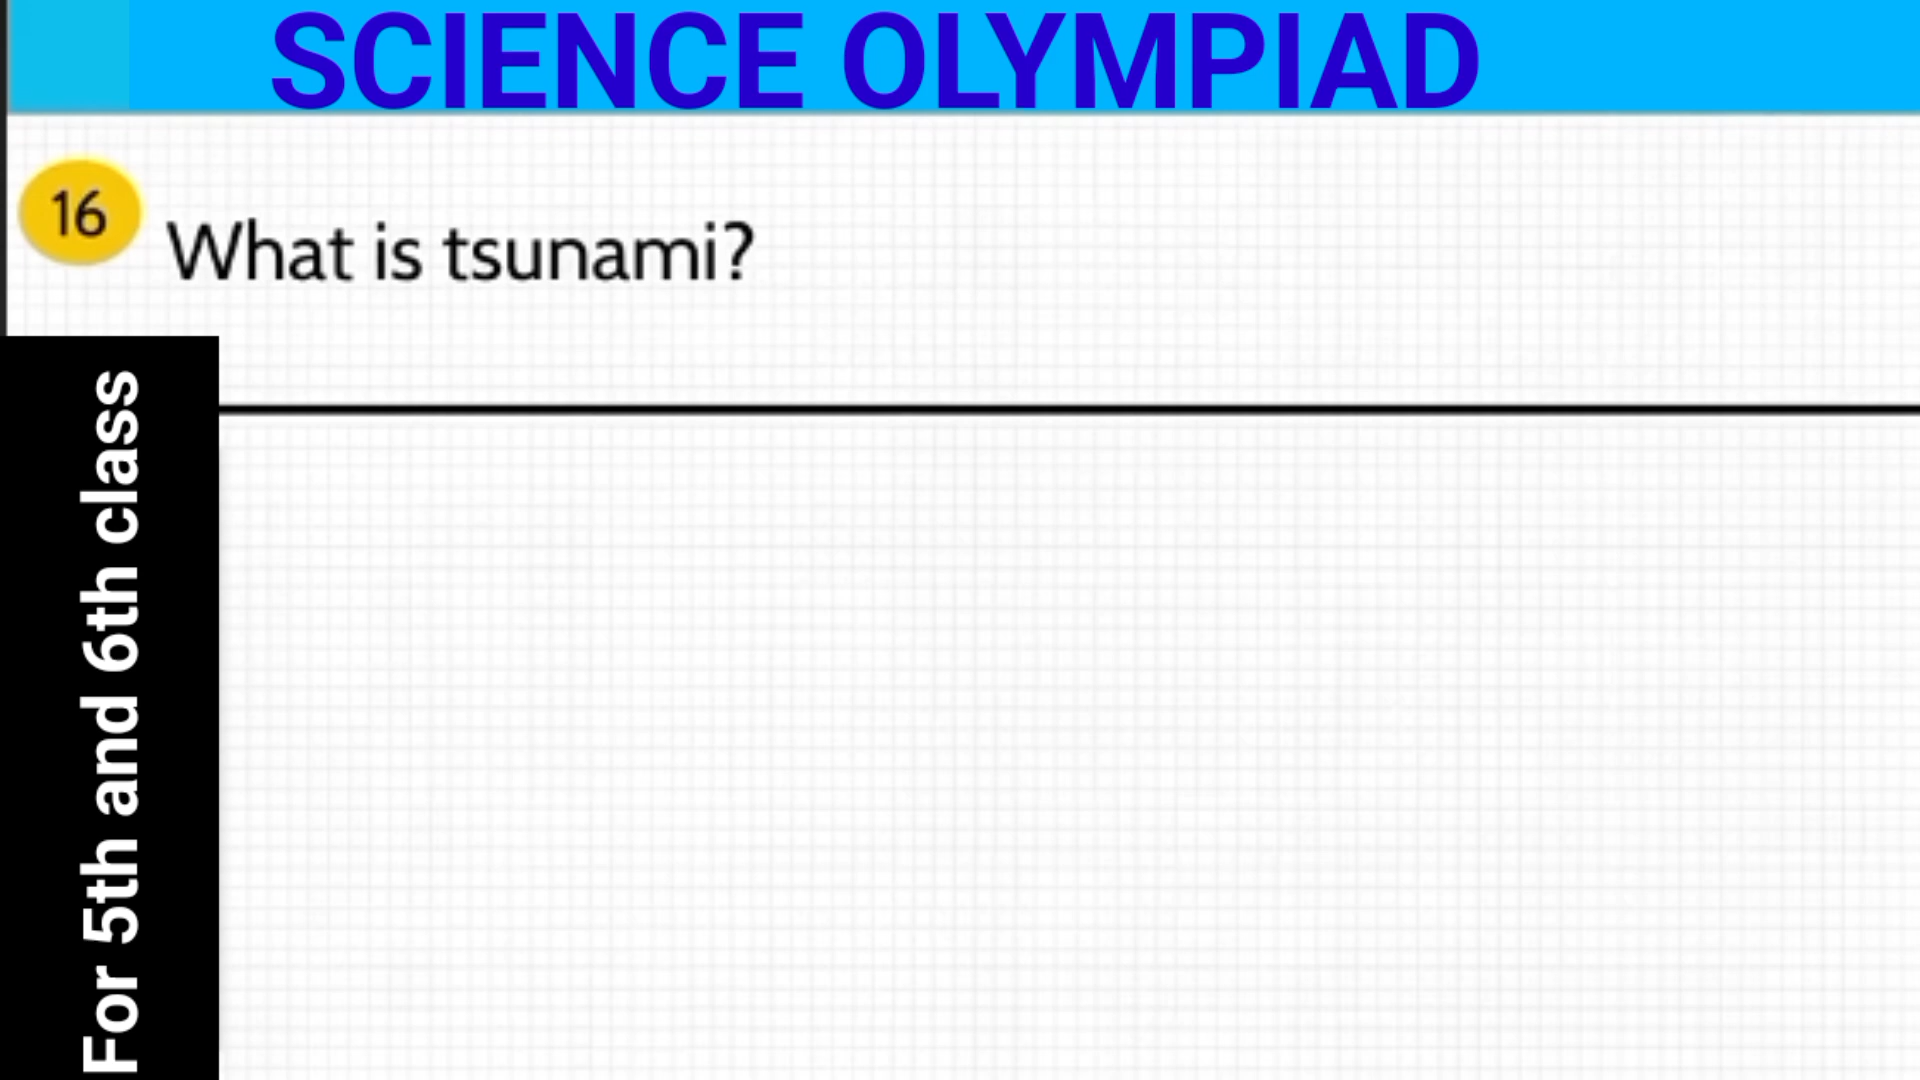 SCIENCE OLYMPIAD
16
What is tsunami?
For 5th and 6th class